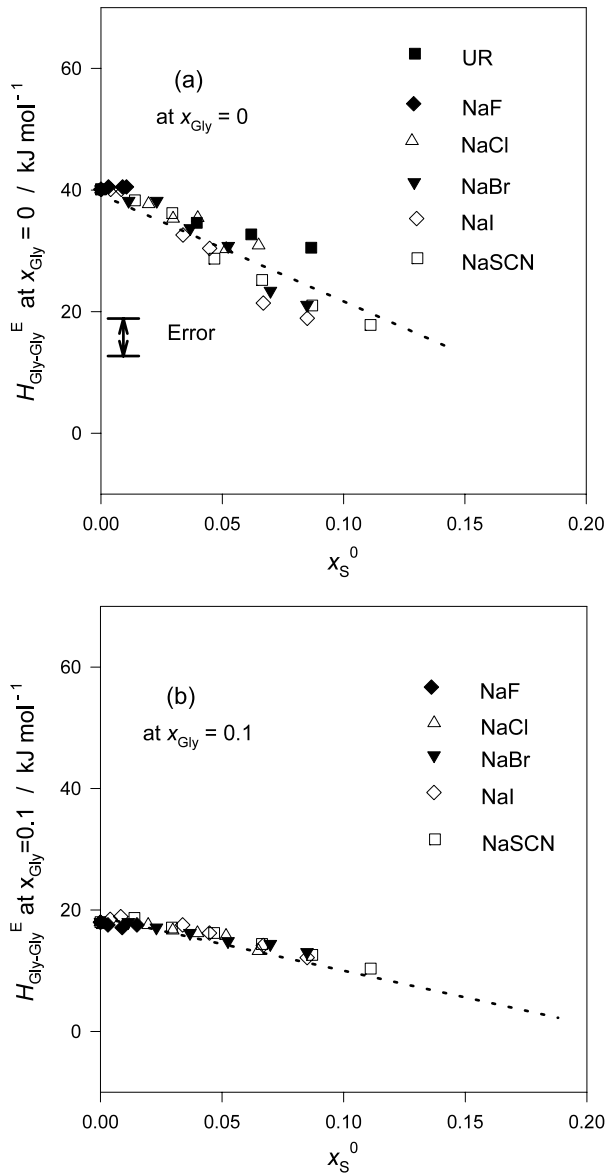 60
40
20
0
H_Gly-Gly^E at x_Gly = 0 / kJ mol⁻¹
(a)
at x_Gly = 0
UR
NaF
NaCl
NaBr
NaI
NaSCN
Error
0.00 0.05 0.10 0.15 0.20
x_S^0
60
40
20
0
H_Gly-Gly^E at x_Gly=0.1 / kJ mol⁻¹
(b)
at x_Gly = 0.1
NaF
NaCl
NaBr
NaI
NaSCN
0.00 0.05 0.10 0.15 0.20
x_S^0